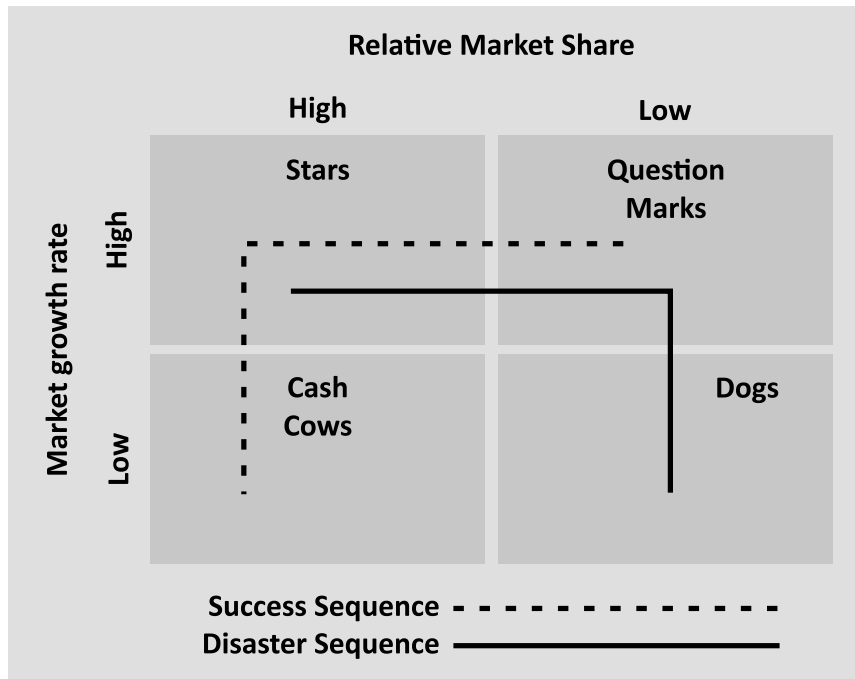 Relative Market Share
High
Low
Stars
Question
Marks
Market growth rate
High
Low
Cash
Cows
Dogs
Success Sequence
Disaster Sequence